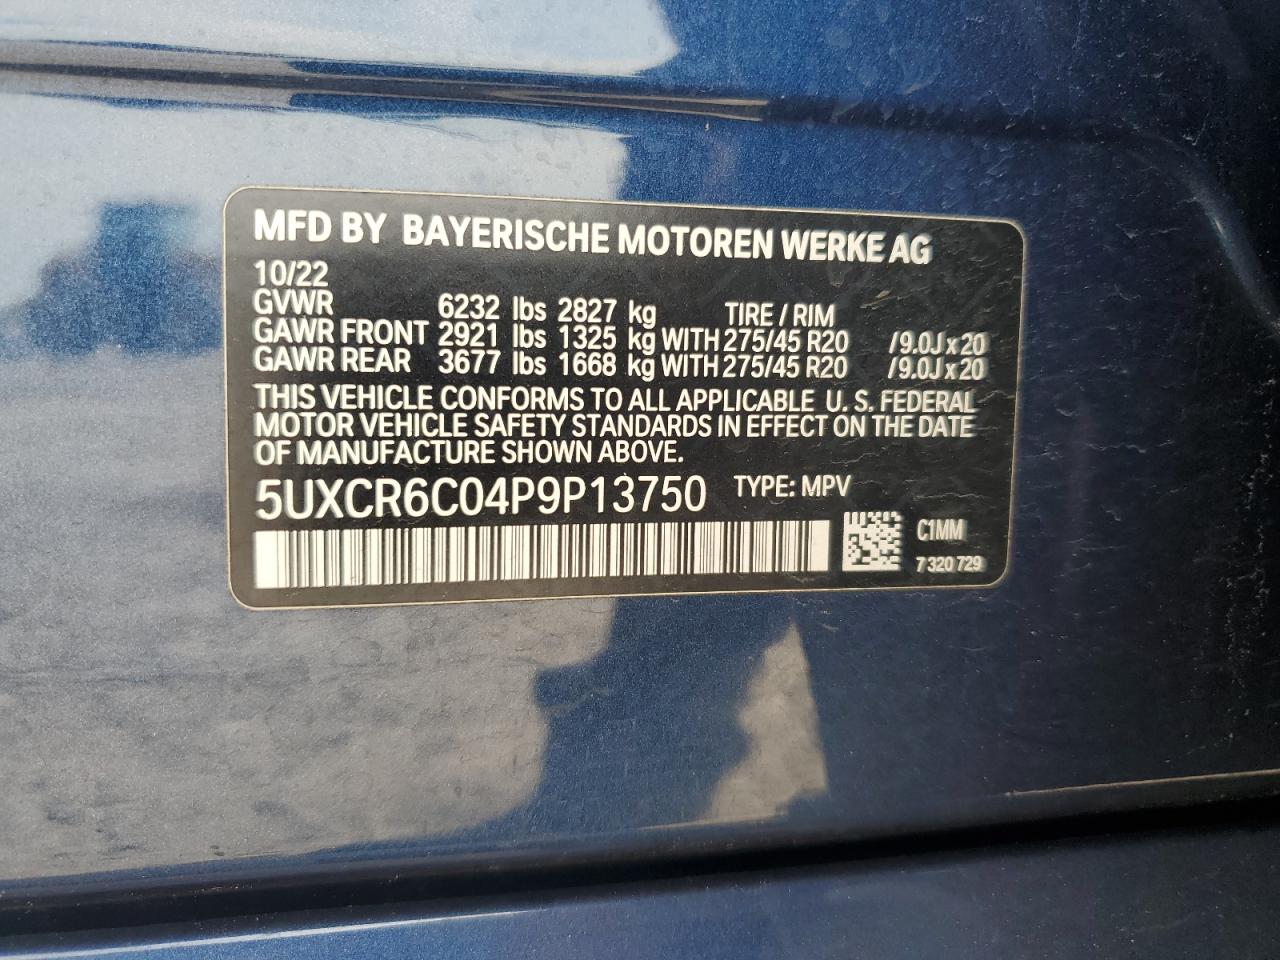 MFD BY BAYERISCHE MOTOREN WERKE AG
10/22
GVWR 6232 lbs 2827 kg TIRE / RIM
GAWR FRONT 2921 lbs 1325 kg WITH 275/45 R20 /9.0J x 20
GAWR REAR 3677 lbs 1668 kg WITH 275/45 R20 /9.0J x 20
THIS VEHICLE CONFORMS TO ALL APPLICABLE U. S. FEDERAL
MOTOR VEHICLE SAFETY STANDARDS IN EFFECT ON THE DATE
OF MANUFACTURE SHOWN ABOVE.
5UXCR6C04P9P13750 TYPE: MPV
C1MM
7 320 729